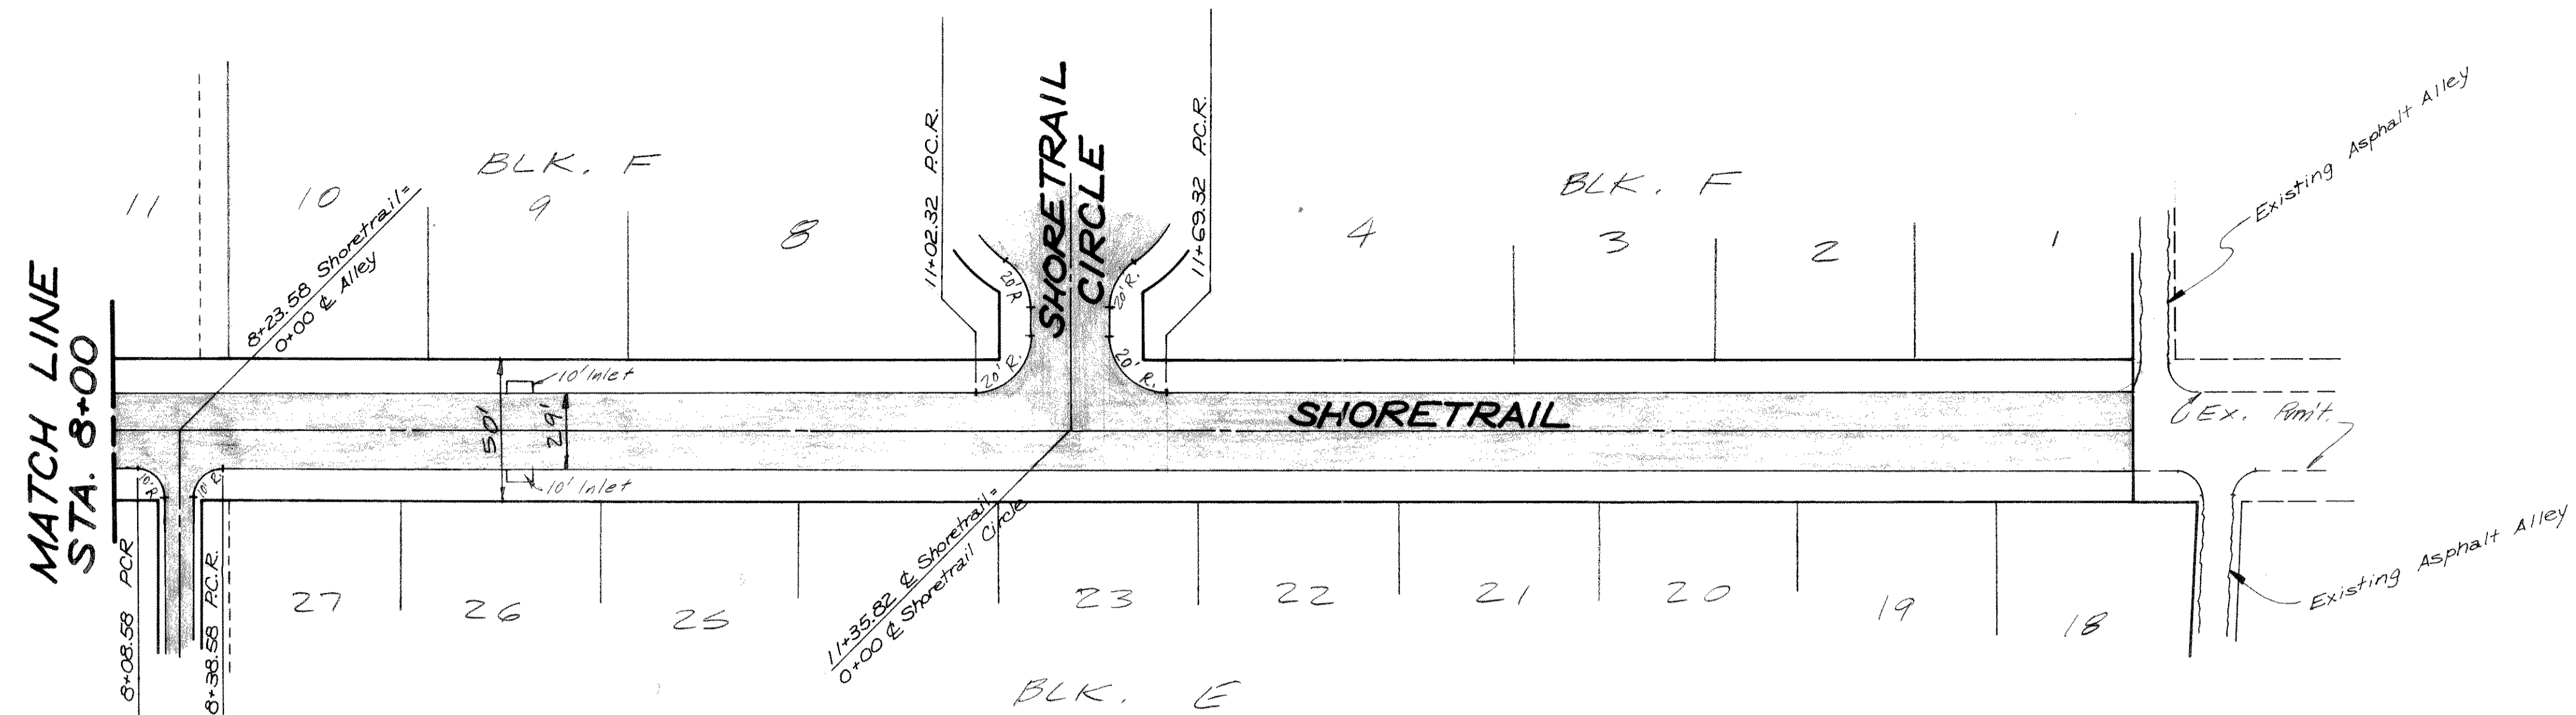 MATCH LINE
STA. 8+00
BLK. F
11
10
9
8
8+23.58 Shoretrail=
0+00 ℄ Alley
11+02.32 P.C.R.
SHORETRAIL
CIRCLE
11+69.32 P.C.R.
20' R
20' R.
20' R.
20' R.
BLK. F
4
3
2
1
Existing Asphalt Alley
10' Inlet
50'
29'
10' Inlet
SHORETRAIL
Ex. Pvm't.
10' R
10' R.
8+08.58 PCR
8+38.58 P.C.R.
11+35.82 ℄ Shoretrail=
0+00 ℄ Shoretrail Circle
27
26
25
23
22
21
20
19
18
Existing Asphalt Alley
BLK. E